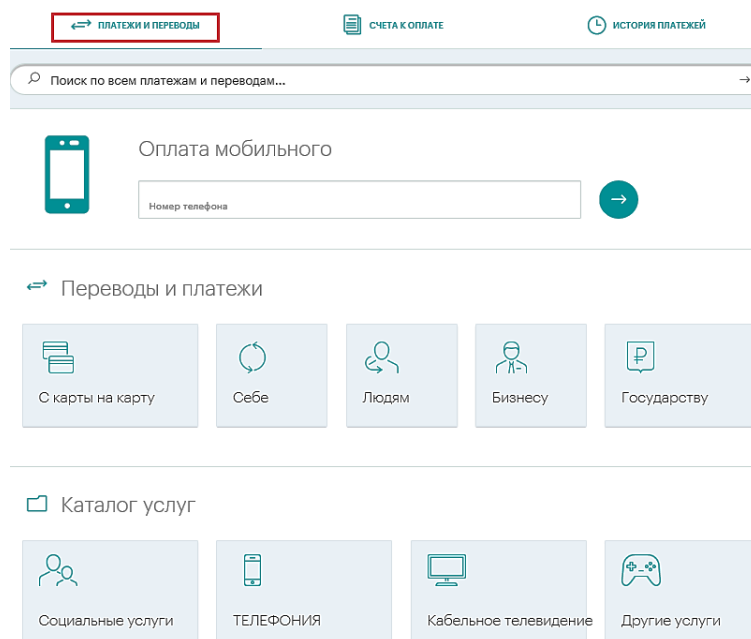 ПЛАТЕЖИ И ПЕРЕВОДЫ
СЧЕТА К ОПЛАТЕ
ИСТОРИЯ ПЛАТЕЖЕЙ
Поиск по всем платежам и переводам...
Оплата мобильного
Номер телефона
Переводы и платежи
С карты на карту
Себе
Людям
Бизнесу
Государству
Каталог услуг
Социальные услуги
ТЕЛЕФОНИЯ
Кабельное телевидение
Другие услуги